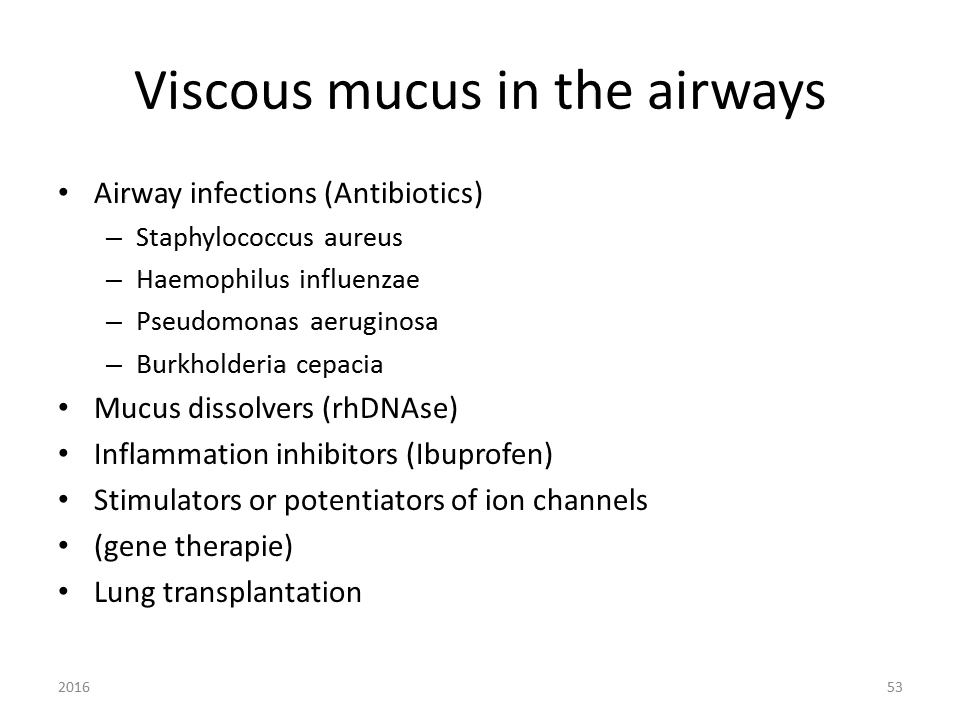 Viscous mucus in the airways
• Airway infections (Antibiotics)
– Staphylococcus aureus
– Haemophilus influenzae
– Pseudomonas aeruginosa
– Burkholderia cepacia
• Mucus dissolvers (rhDNAse)
• Inflammation inhibitors (Ibuprofen)
• Stimulators or potentiators of ion channels
• (gene therapie)
• Lung transplantation
2016
53